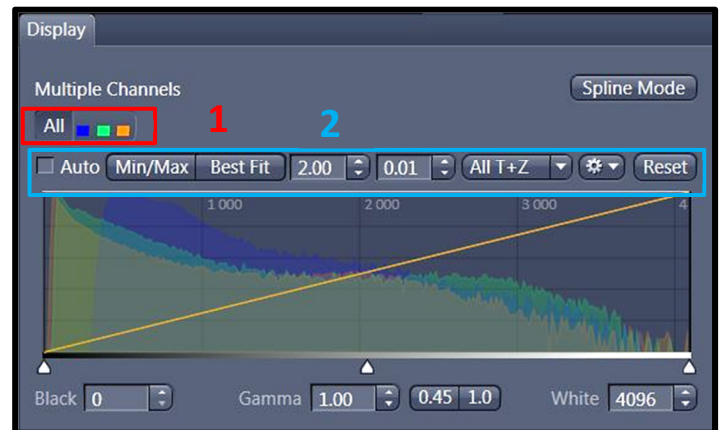 Display
Multiple Channels
Spline Mode
All
1
2
Auto Min/Max Best Fit 2.00 0.01 All T+Z Reset
1 000 2 000 3 000 4
Black 0 Gamma 1.00 0.45 1.0 White 4096